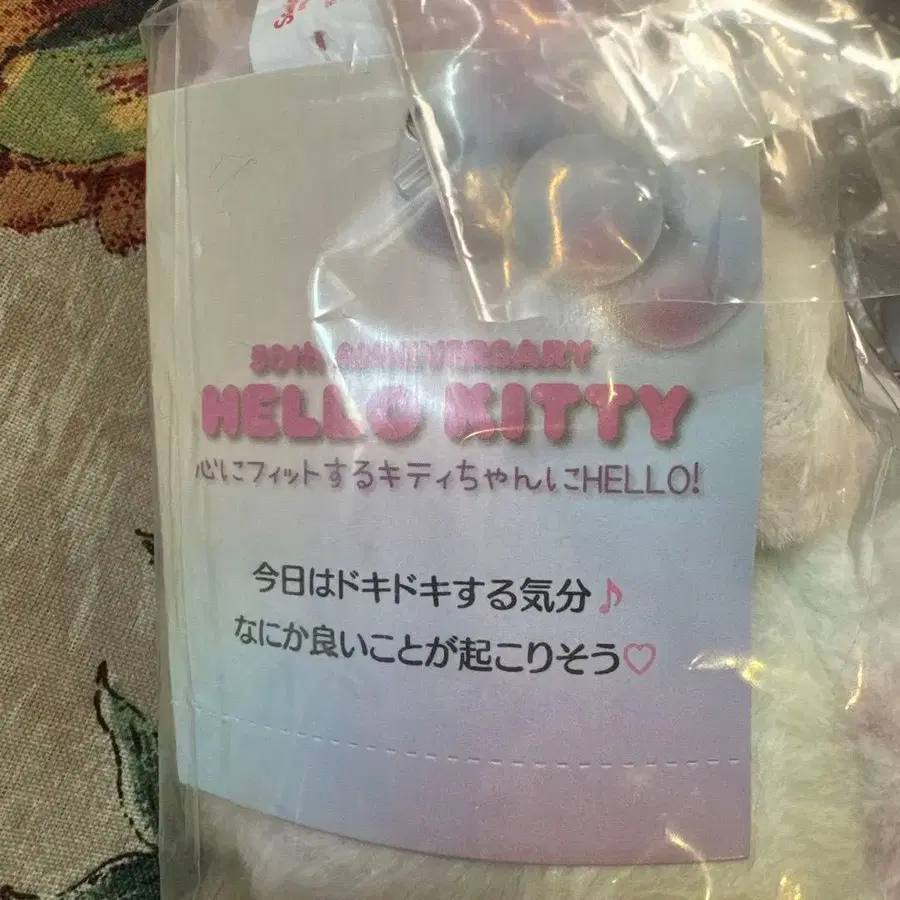 50th ANNIVERSARY
HELLO KITTY
心にフィットするキティちゃんにHELLO!
今日はドキドキする気分♪
なにか良いことが起こりそう♡